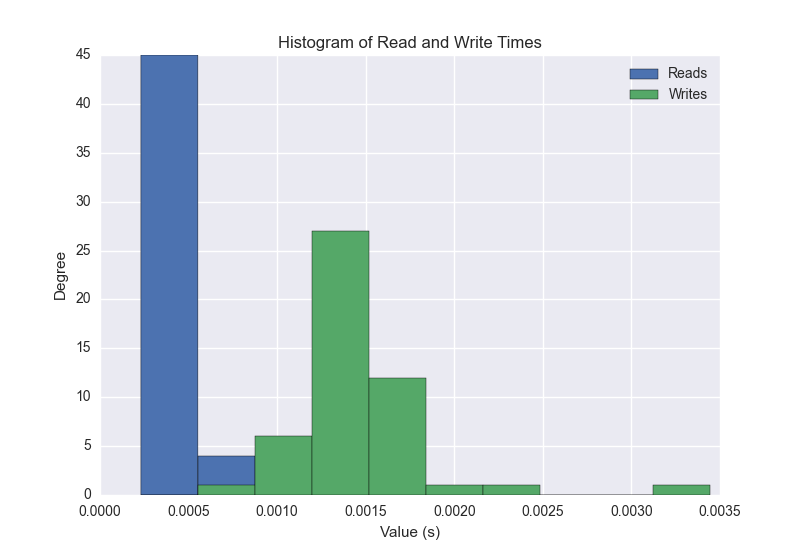 Histogram of Read and Write Times
Reads
Writes
45
40
35
30
25
20
15
10
5
0
Degree
0.0000 0.0005 0.0010 0.0015 0.0020 0.0025 0.0030 0.0035
Value (s)